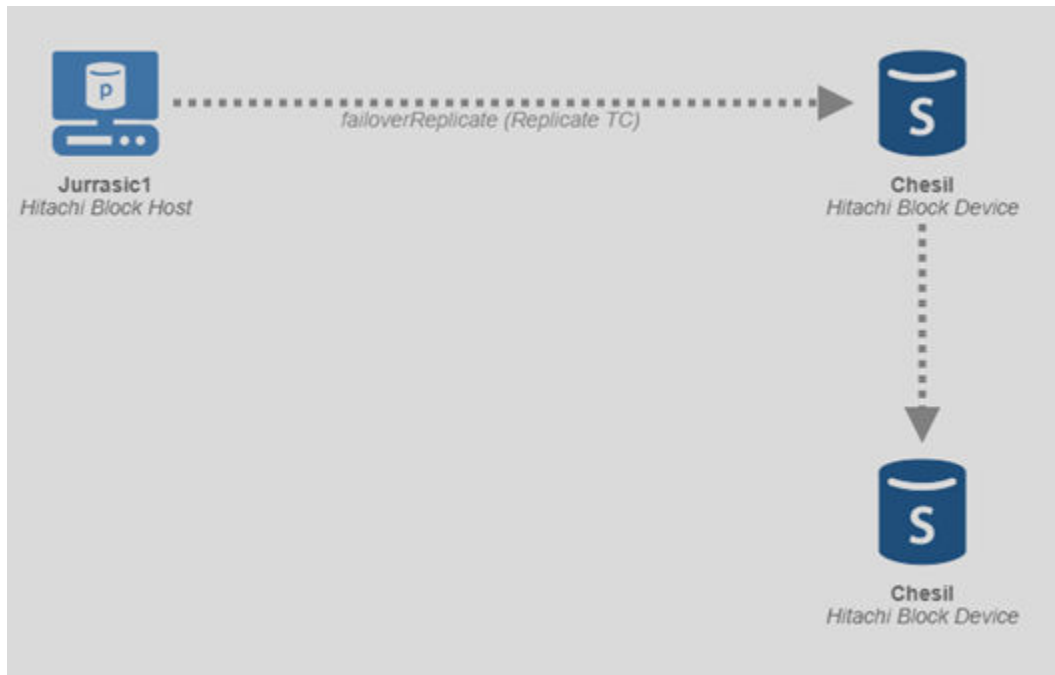 P
S
failoverReplicate (Replicate TC)
Jurrasic1
Hitachi Block Host
Chesil
Hitachi Block Device
S
Chesil
Hitachi Block Device